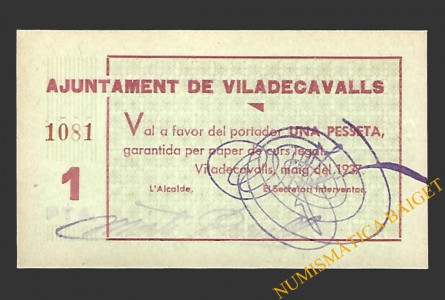 AJUNTAMENT DE VILADECAVALLS
1081
Val a favor del portador UNA PESSETA,
garantida per paper de curs legal.
Viladecavalls, maig del 1937
L'Alcalde, El Secretari Interventor,
1
NUMISMÀTICA BAIGET